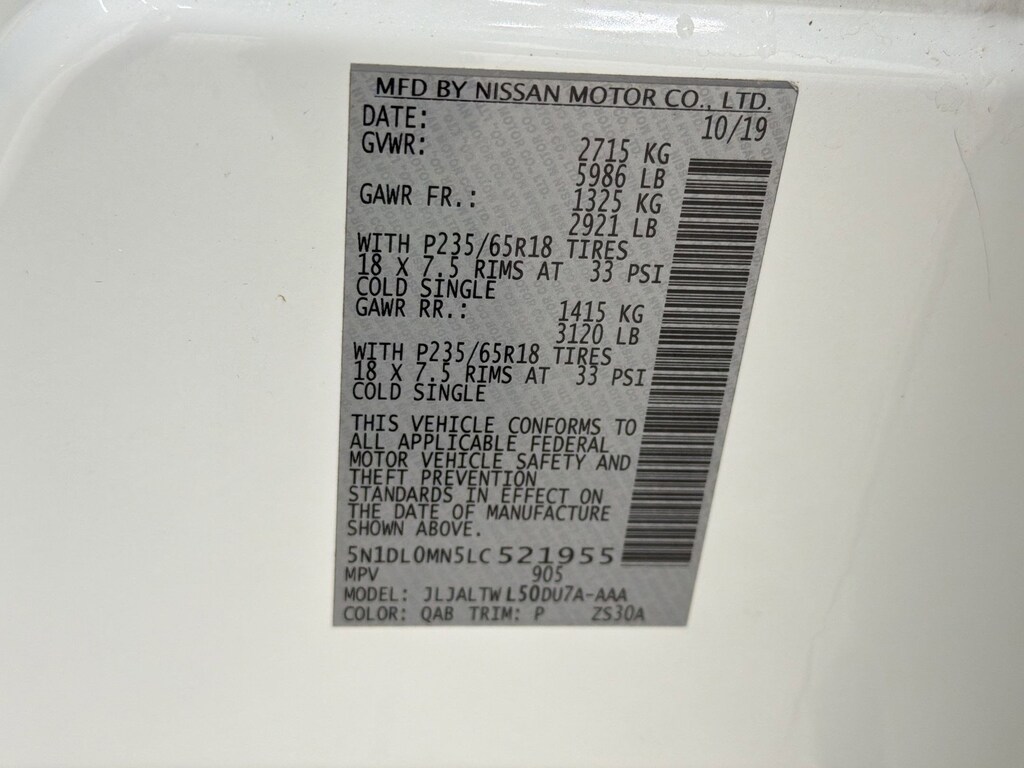 MFD BY NISSAN MOTOR CO., LTD.
DATE: 10/19
GVWR: 2715 KG
5986 LB
GAWR FR.: 1325 KG
2921 LB
WITH P235/65R18 TIRES
18 X 7.5 RIMS AT 33 PSI
COLD SINGLE
GAWR RR.: 1415 KG
3120 LB
WITH P235/65R18 TIRES
18 X 7.5 RIMS AT 33 PSI
COLD SINGLE
THIS VEHICLE CONFORMS TO
ALL APPLICABLE FEDERAL
MOTOR VEHICLE SAFETY AND
THEFT PREVENTION
STANDARDS IN EFFECT ON
THE DATE OF MANUFACTURE
SHOWN ABOVE.
5N1DL0MN5LC 521955
MPV 905
MODEL: JLJALTWL50DU7A-AAA
COLOR: QAB TRIM: P ZS30A